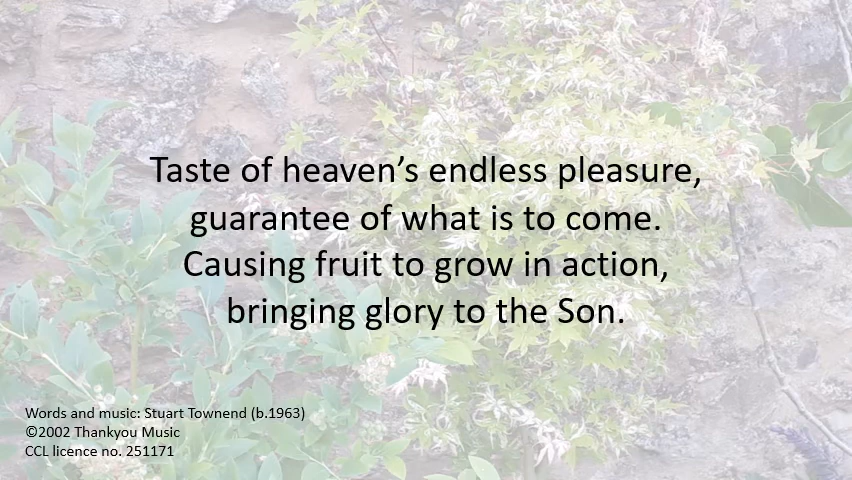 Taste of heaven’s endless pleasure,
guarantee of what is to come.
Causing fruit to grow in action,
bringing glory to the Son.
Words and music: Stuart Townend (b.1963)
©2002 Thankyou Music
CCL licence no. 251171